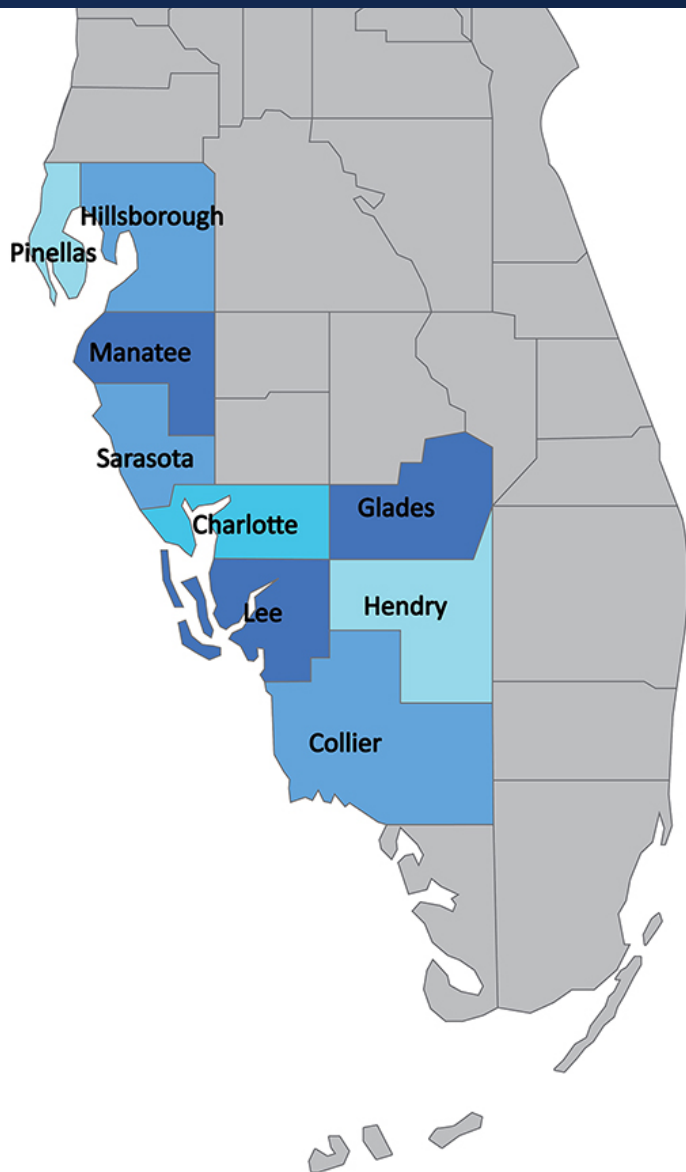 Hillsborough
Pinellas
Manatee
Sarasota
Charlotte
Glades
Lee
Hendry
Collier